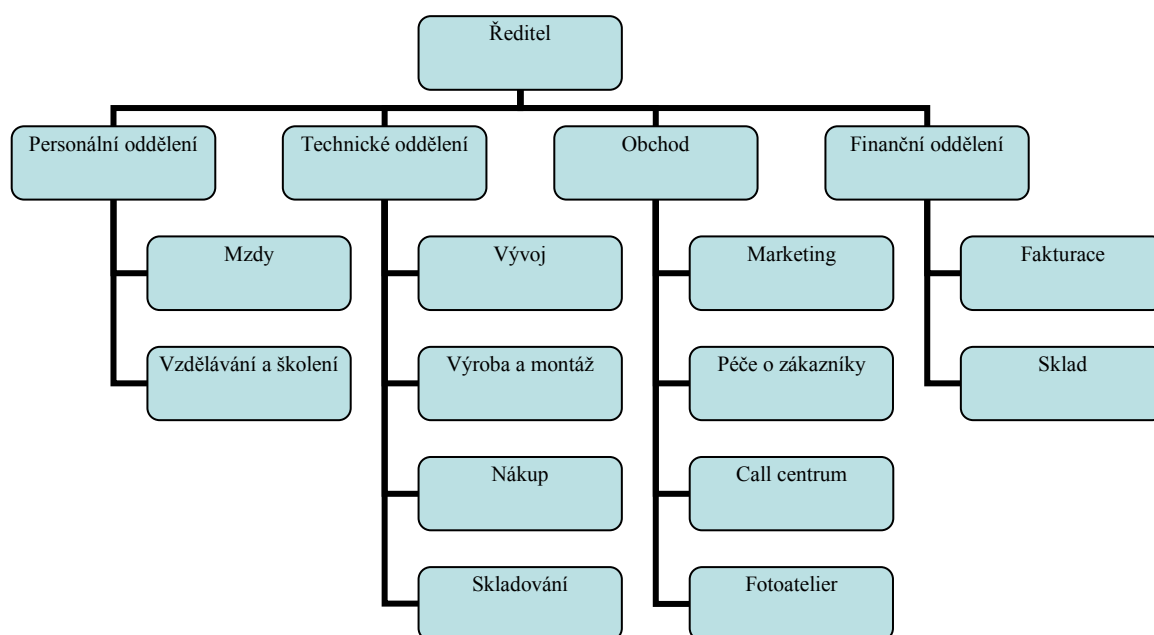 Ředitel
Personální oddělení
Technické oddělení
Obchod
Finanční oddělení
Mzdy
Vývoj
Marketing
Fakturace
Vzdělávání a školení
Výroba a montáž
Péče o zákazníky
Sklad
Nákup
Call centrum
Skladování
Fotoatelier